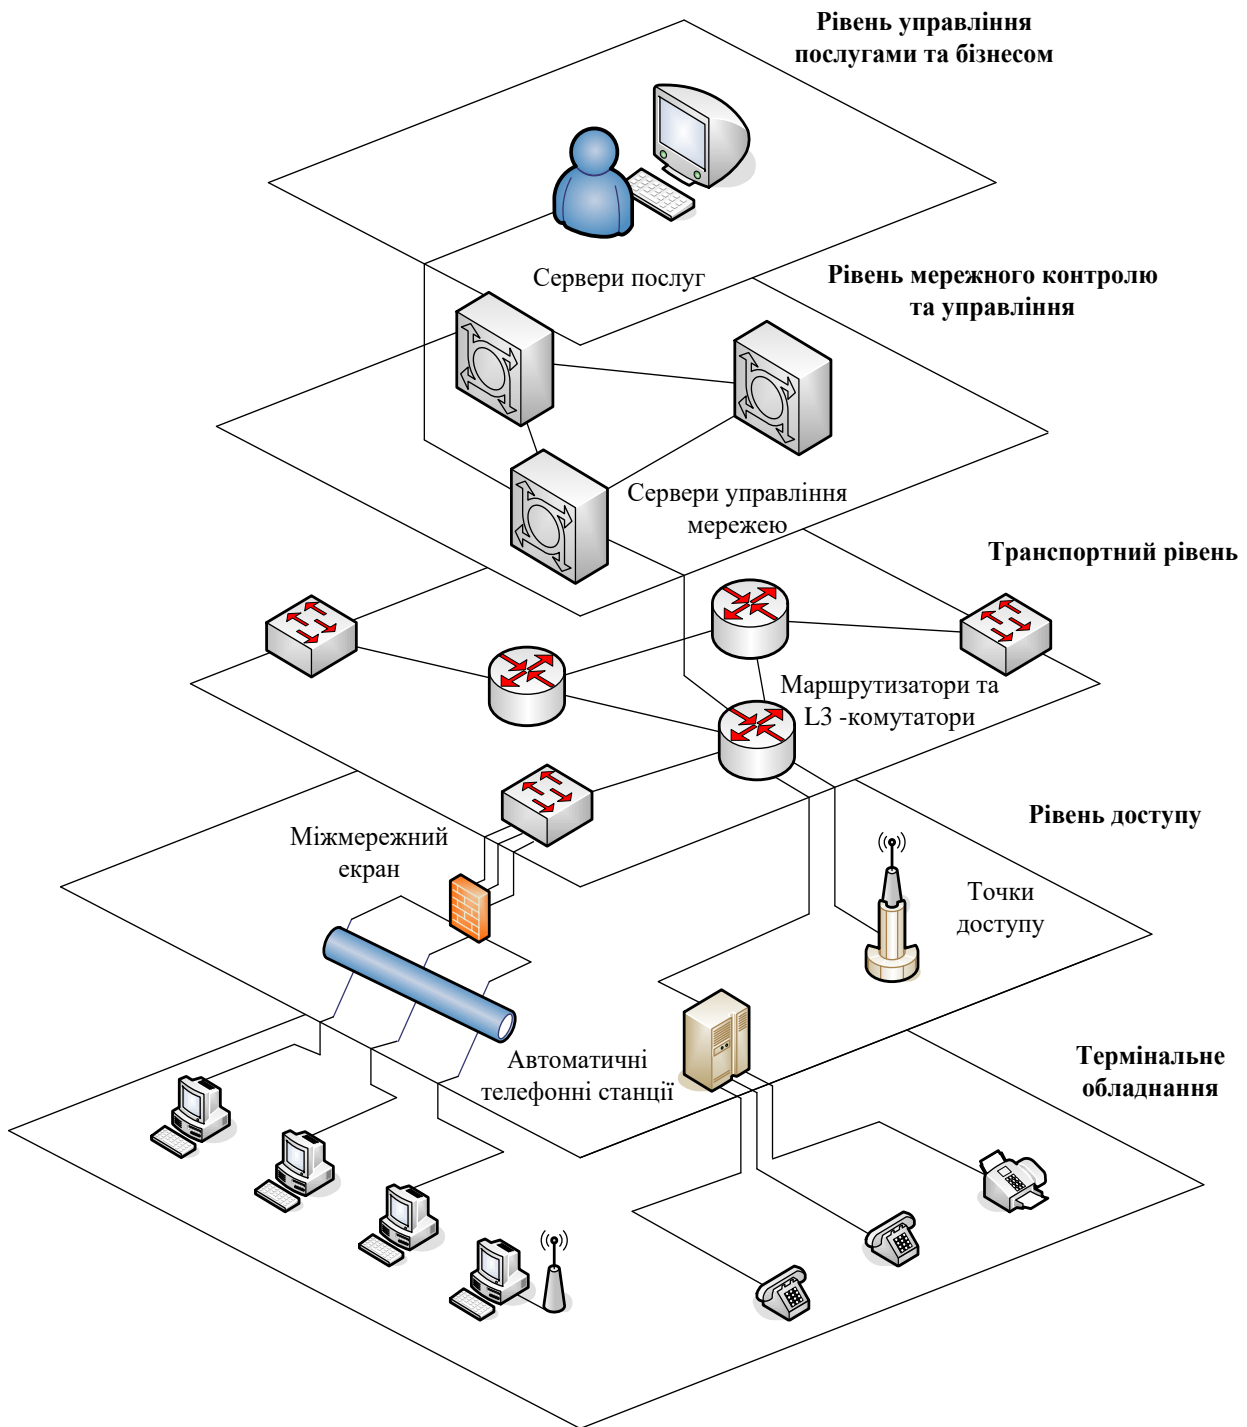 Рівень управління
послугами та бізнесом
Сервери послуг
Рівень мережного контролю
та управління
Сервери управління
мережею
Транспортний рівень
Маршрутизатори та
L3 -комутатори
Рівень доступу
Міжмережний
екран
Точки
доступу
Автоматичні
телефонні станції
Термінальне
обладнання